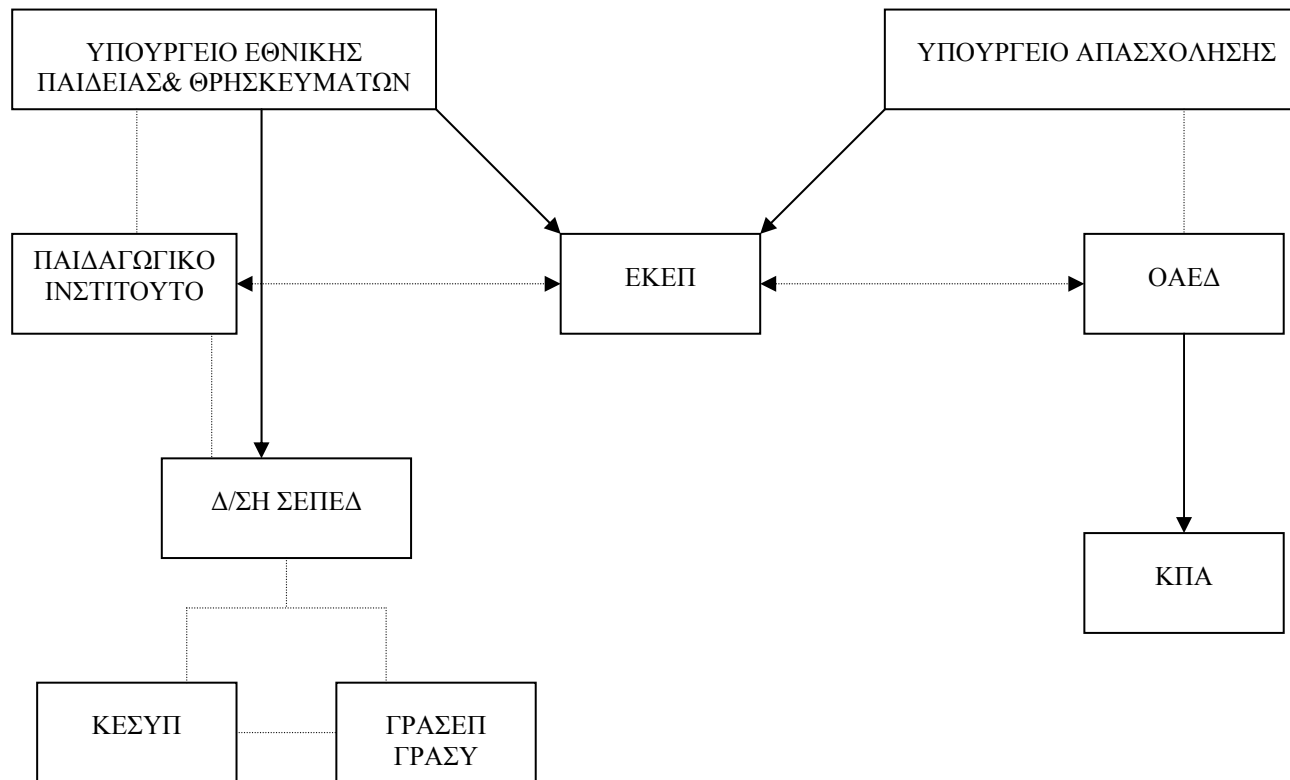 ΥΠΟΥΡΓΕΙΟ ΕΘΝΙΚΗΣ
ΠΑΙΔΕΙΑΣ& ΘΡΗΣΚΕΥΜΑΤΩΝ
ΥΠΟΥΡΓΕΙΟ ΑΠΑΣΧΟΛΗΣΗΣ
ΠΑΙΔΑΓΩΓΙΚΟ
ΙΝΣΤΙΤΟΥΤΟ
ΕΚΕΠ
ΟΑΕΔ
Δ/ΣΗ ΣΕΠΕΔ
ΚΠΑ
ΚΕΣΥΠ
ΓΡΑΣΕΠ
ΓΡΑΣΥ